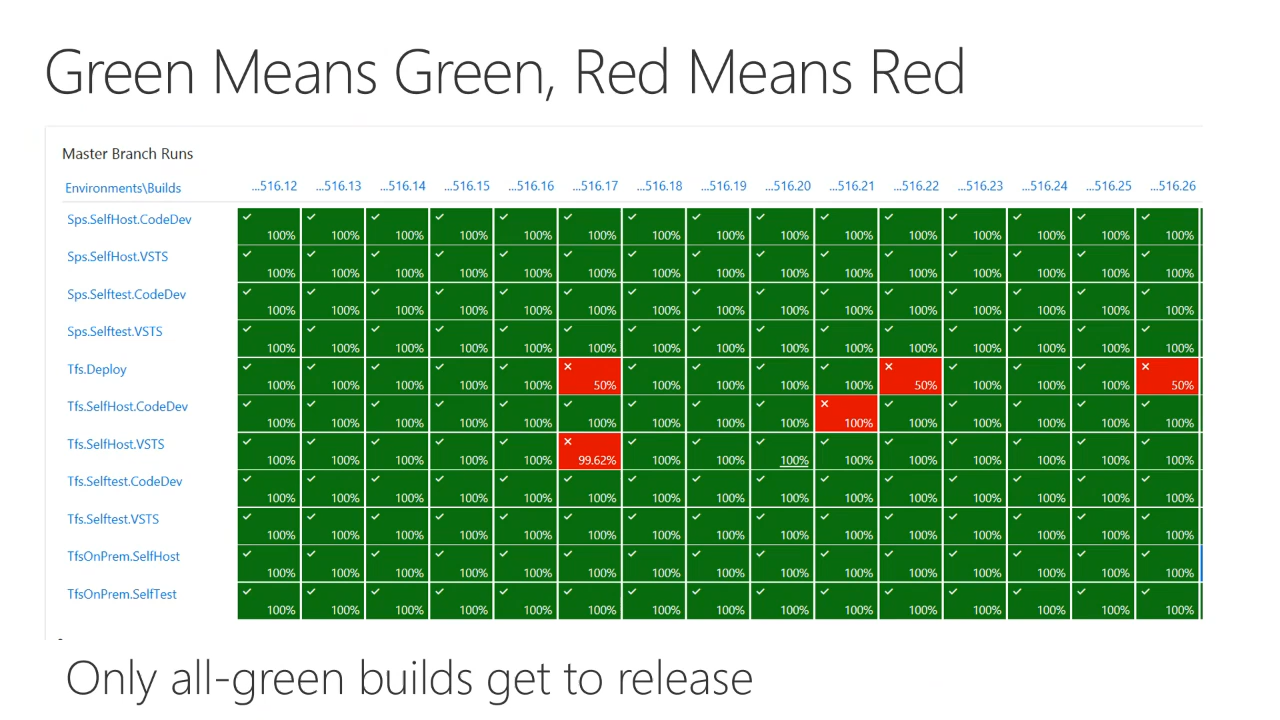 Green Means Green, Red Means Red
Master Branch Runs
Environments\Builds ...516.12 ...516.13 ...516.14 ...516.15 ...516.16 ...516.17 ...516.18 ...516.19 ...516.20 ...516.21 ...516.22 ...516.23 ...516.24 ...516.25 ...516.26
Sps.SelfHost.CodeDev 100% 100% 100% 100% 100% 100% 100% 100% 100% 100% 100% 100% 100% 100% 100%
Sps.SelfHost.VSTS 100% 100% 100% 100% 100% 100% 100% 100% 100% 100% 100% 100% 100% 100% 100%
Sps.Selftest.CodeDev 100% 100% 100% 100% 100% 100% 100% 100% 100% 100% 100% 100% 100% 100% 100%
Sps.Selftest.VSTS 100% 100% 100% 100% 100% 100% 100% 100% 100% 100% 100% 100% 100% 100% 100%
Tfs.Deploy 100% 100% 100% 100% 100% 50% 100% 100% 100% 100% 50% 100% 100% 100% 50%
Tfs.SelfHost.CodeDev 100% 100% 100% 100% 100% 100% 100% 100% 100% 100% 100% 100% 100% 100% 100%
Tfs.SelfHost.VSTS 100% 100% 100% 100% 100% 99.62% 100% 100% 100% 100% 100% 100% 100% 100% 100%
Tfs.Selftest.CodeDev 100% 100% 100% 100% 100% 100% 100% 100% 100% 100% 100% 100% 100% 100% 100%
Tfs.Selftest.VSTS 100% 100% 100% 100% 100% 100% 100% 100% 100% 100% 100% 100% 100% 100% 100%
TfsOnPrem.SelfHost 100% 100% 100% 100% 100% 100% 100% 100% 100% 100% 100% 100% 100% 100% 100%
TfsOnPrem.SelfTest 100% 100% 100% 100% 100% 100% 100% 100% 100% 100% 100% 100% 100% 100% 100%
Only all-green builds get to release